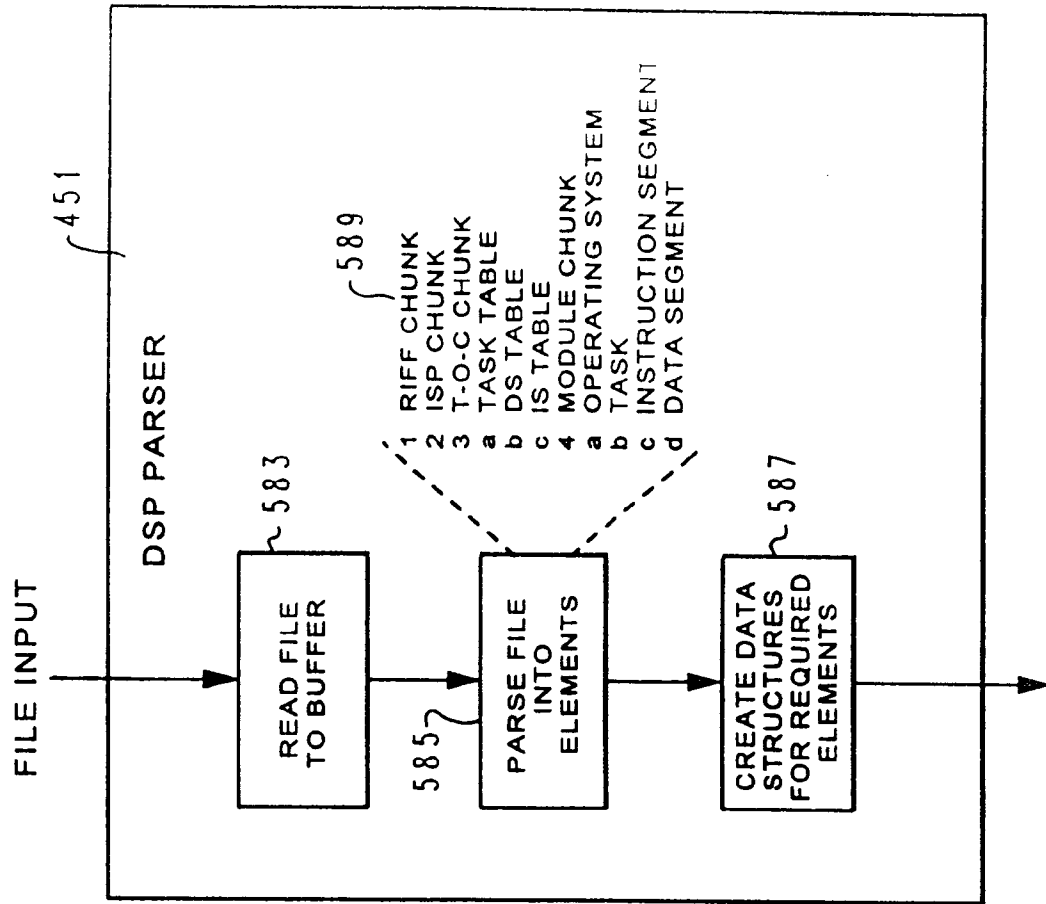 FILE INPUT
451
DSP PARSER
583
READ FILE
TO BUFFER
585
PARSE FILE
INTO
ELEMENTS
589
1 RIFF CHUNK
2 ISP CHUNK
3 T-O-C CHUNK
a TASK TABLE
b DS TABLE
c IS TABLE
4 MODULE CHUNK
a OPERATING SYSTEM
b TASK
c INSTRUCTION SEGMENT
d DATA SEGMENT
587
CREATE DATA
STRUCTURES
FOR REQUIRED
ELEMENTS